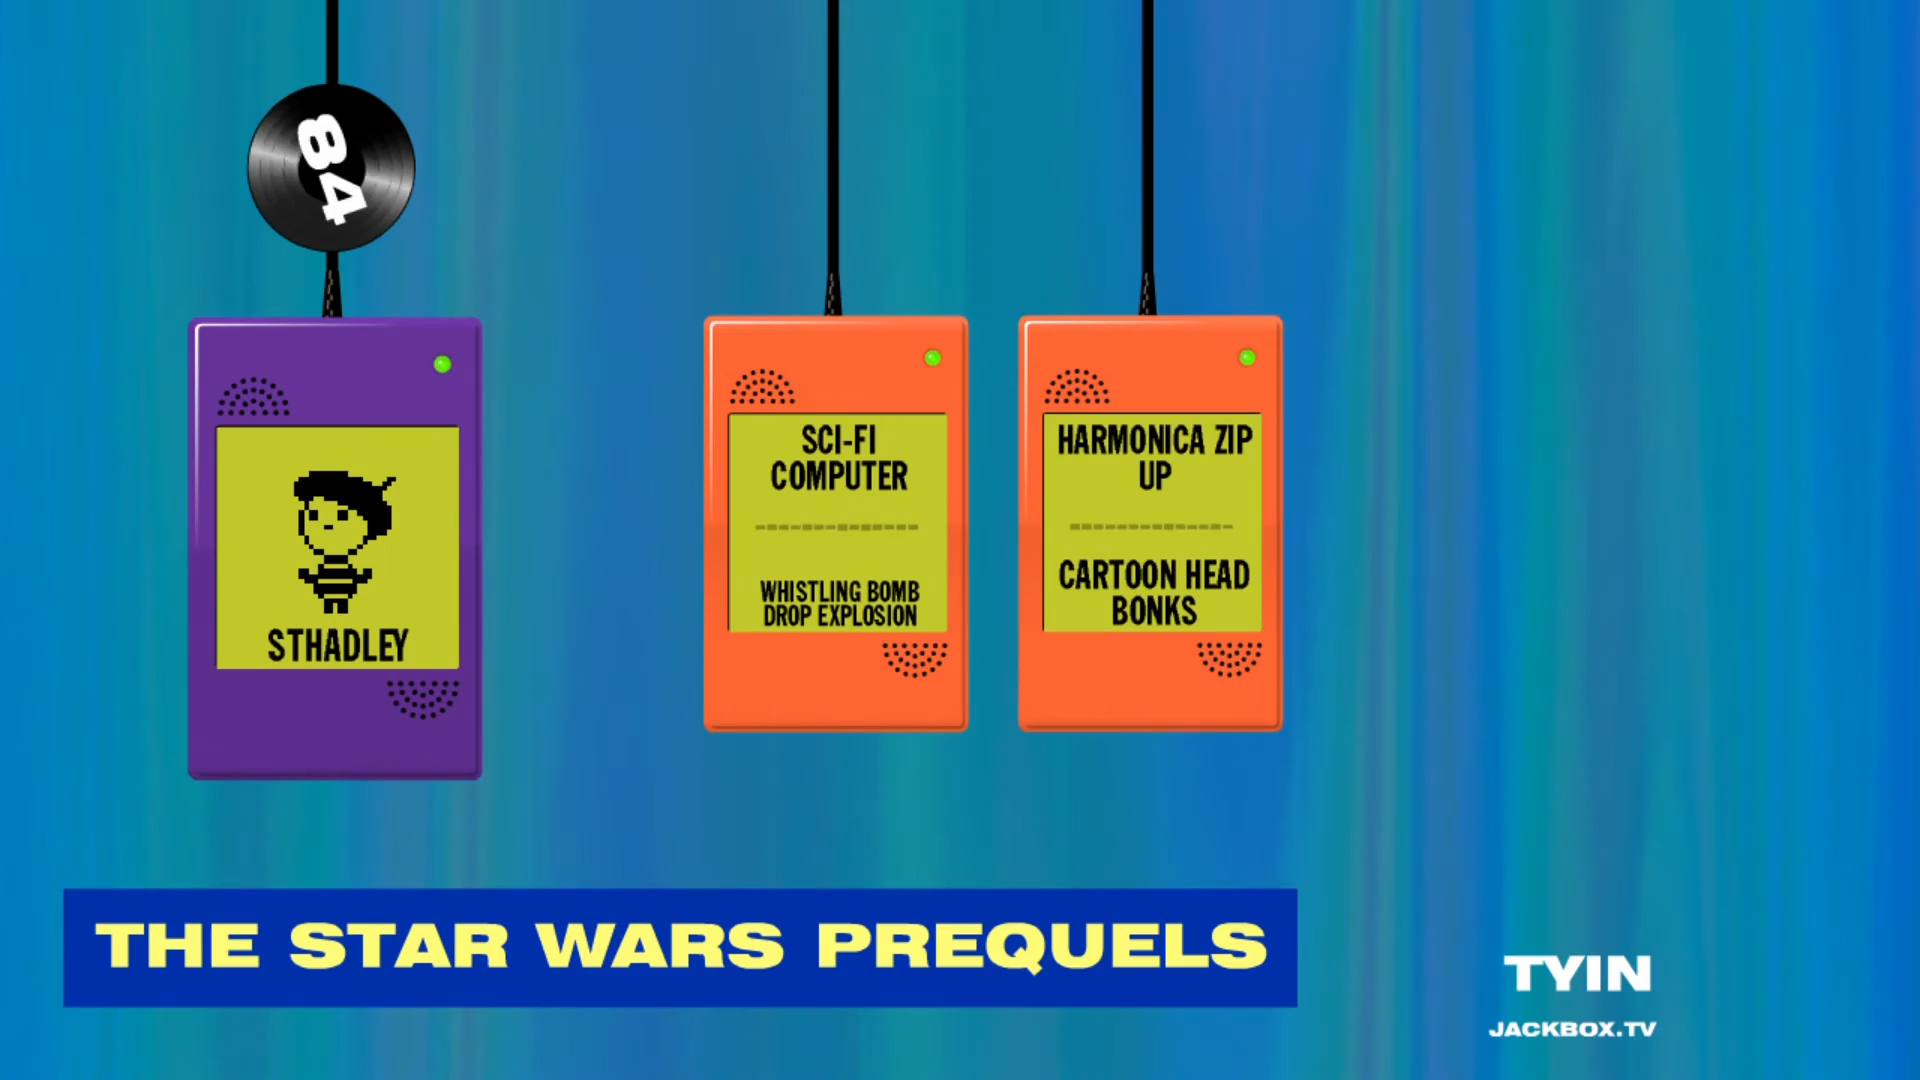 84
STHADLEY
SCI-FI
COMPUTER
WHISTLING BOMB
DROP EXPLOSION
HARMONICA ZIP
UP
CARTOON HEAD
BONKS
THE STAR WARS PREQUELS
TYIN
JACKBOX.TV